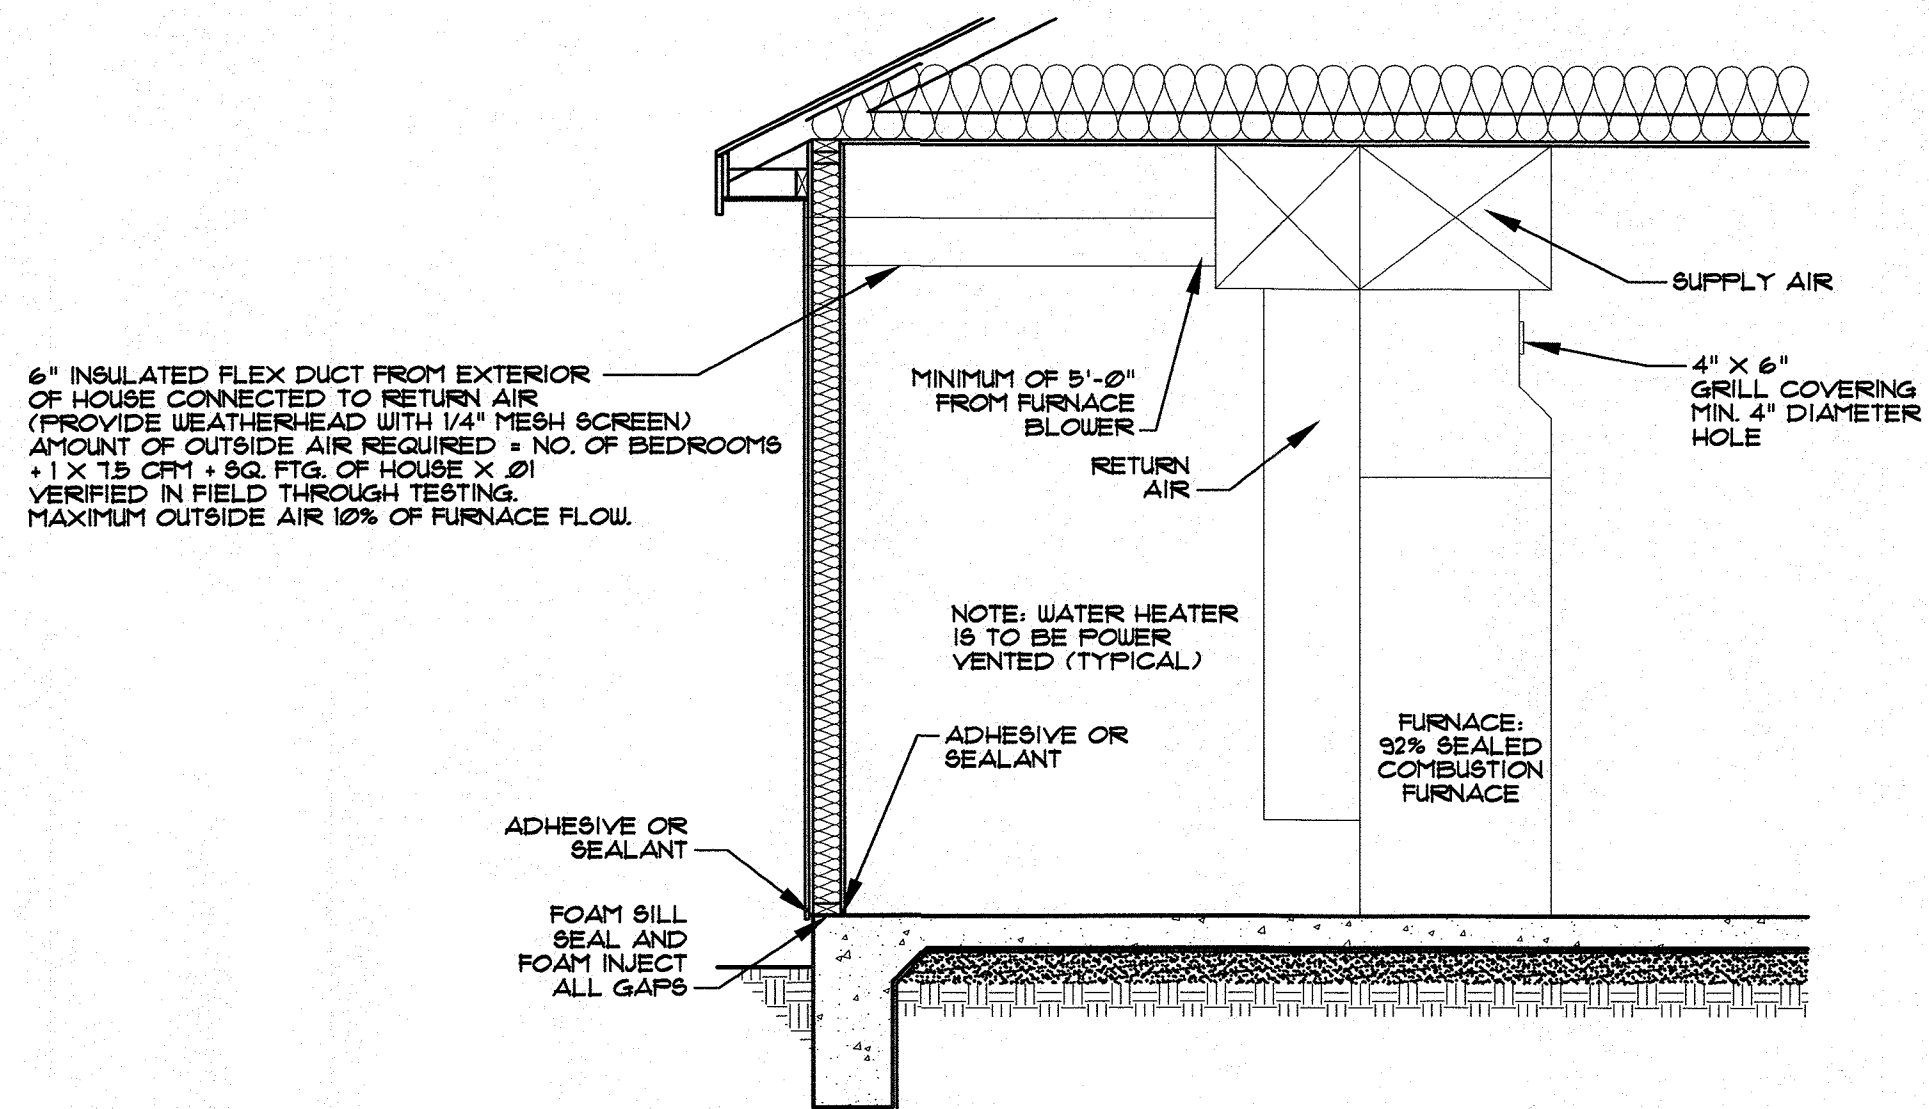 SUPPLY AIR
6" INSULATED FLEX DUCT FROM EXTERIOR
OF HOUSE CONNECTED TO RETURN AIR
(PROVIDE WEATHERHEAD WITH 1/4" MESH SCREEN)
AMOUNT OF OUTSIDE AIR REQUIRED = NO. OF BEDROOMS
+ 1 X 7.5 CFM + SQ. FTG. OF HOUSE X .01
VERIFIED IN FIELD THROUGH TESTING.
MAXIMUM OUTSIDE AIR 10% OF FURNACE FLOW.
MINIMUM OF 5'-0"
FROM FURNACE
BLOWER
4" X 6"
GRILL COVERING
MIN. 4" DIAMETER
HOLE
RETURN
AIR
NOTE: WATER HEATER
IS TO BE POWER
VENTED (TYPICAL)
FURNACE:
92% SEALED
COMBUSTION
FURNACE
ADHESIVE OR
SEALANT
ADHESIVE OR
SEALANT
FOAM SILL
SEAL AND
FOAM INJECT
ALL GAPS